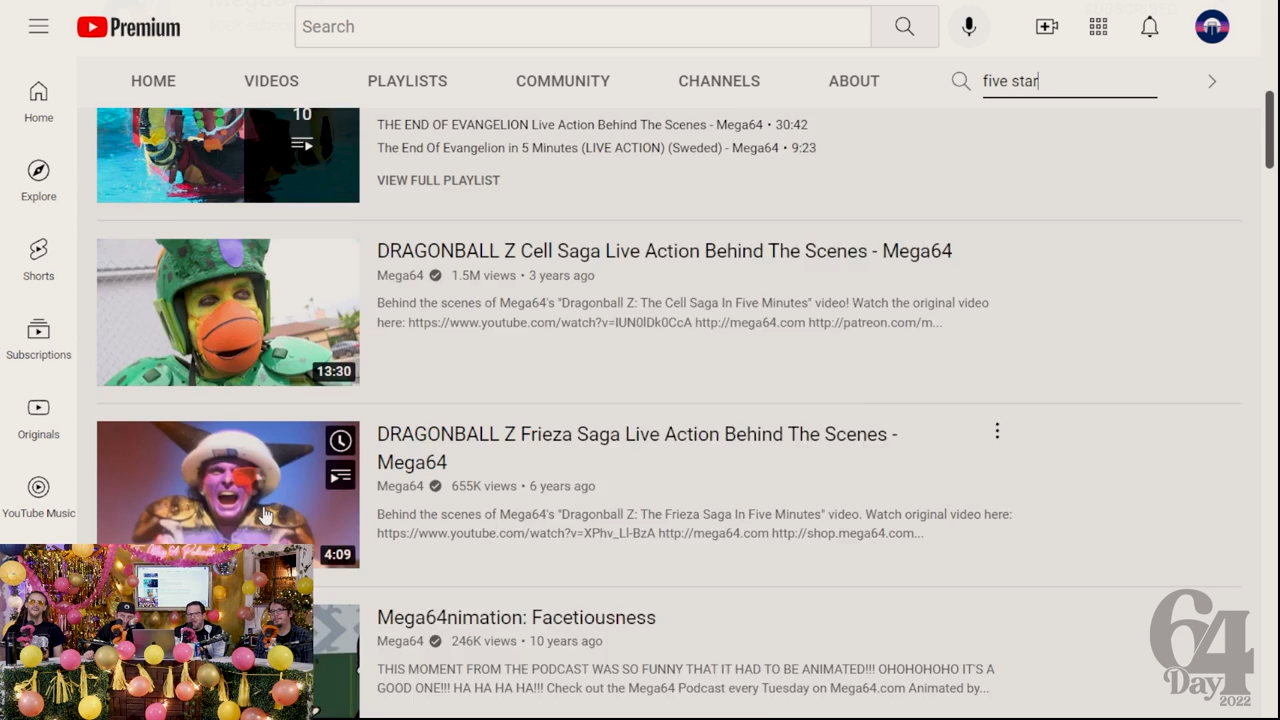 Premium
Search
HOME
VIDEOS
PLAYLISTS
COMMUNITY
CHANNELS
ABOUT
five star
Home
Explore
Shorts
Subscriptions
Originals
YouTube Music
10
THE END OF EVANGELION Live Action Behind The Scenes - Mega64 • 30:42
The End Of Evangelion in 5 Minutes (LIVE ACTION) (Sweded) - Mega64 • 9:23
VIEW FULL PLAYLIST
13:30
DRAGONBALL Z Cell Saga Live Action Behind The Scenes - Mega64
Mega64 1.5M views • 3 years ago
Behind the scenes of Mega64's "Dragonball Z: The Cell Saga In Five Minutes" video! Watch the original video
here: https://www.youtube.com/watch?v=IUN0lDk0CcA http://mega64.com http://patreon.com/m...
4:09
DRAGONBALL Z Frieza Saga Live Action Behind The Scenes -
Mega64
Mega64 655K views • 6 years ago
Behind the scenes of Mega64's "Dragonball Z: The Frieza Saga In Five Minutes" video. Watch original video here:
https://www.youtube.com/watch?v=XPhv_Ll-BzA http://mega64.com http://shop.mega64.com...
Mega64nimation: Facetiousness
Mega64 246K views • 10 years ago
THIS MOMENT FROM THE PODCAST WAS SO FUNNY THAT IT HAD TO BE ANIMATED!!! OHOHOHOHO IT'S A
GOOD ONE!!! HA HA HA HA!!! Check out the Mega64 Podcast every Tuesday on Mega64.com Animated by...
Mega64 Podcast
64
Day
2022